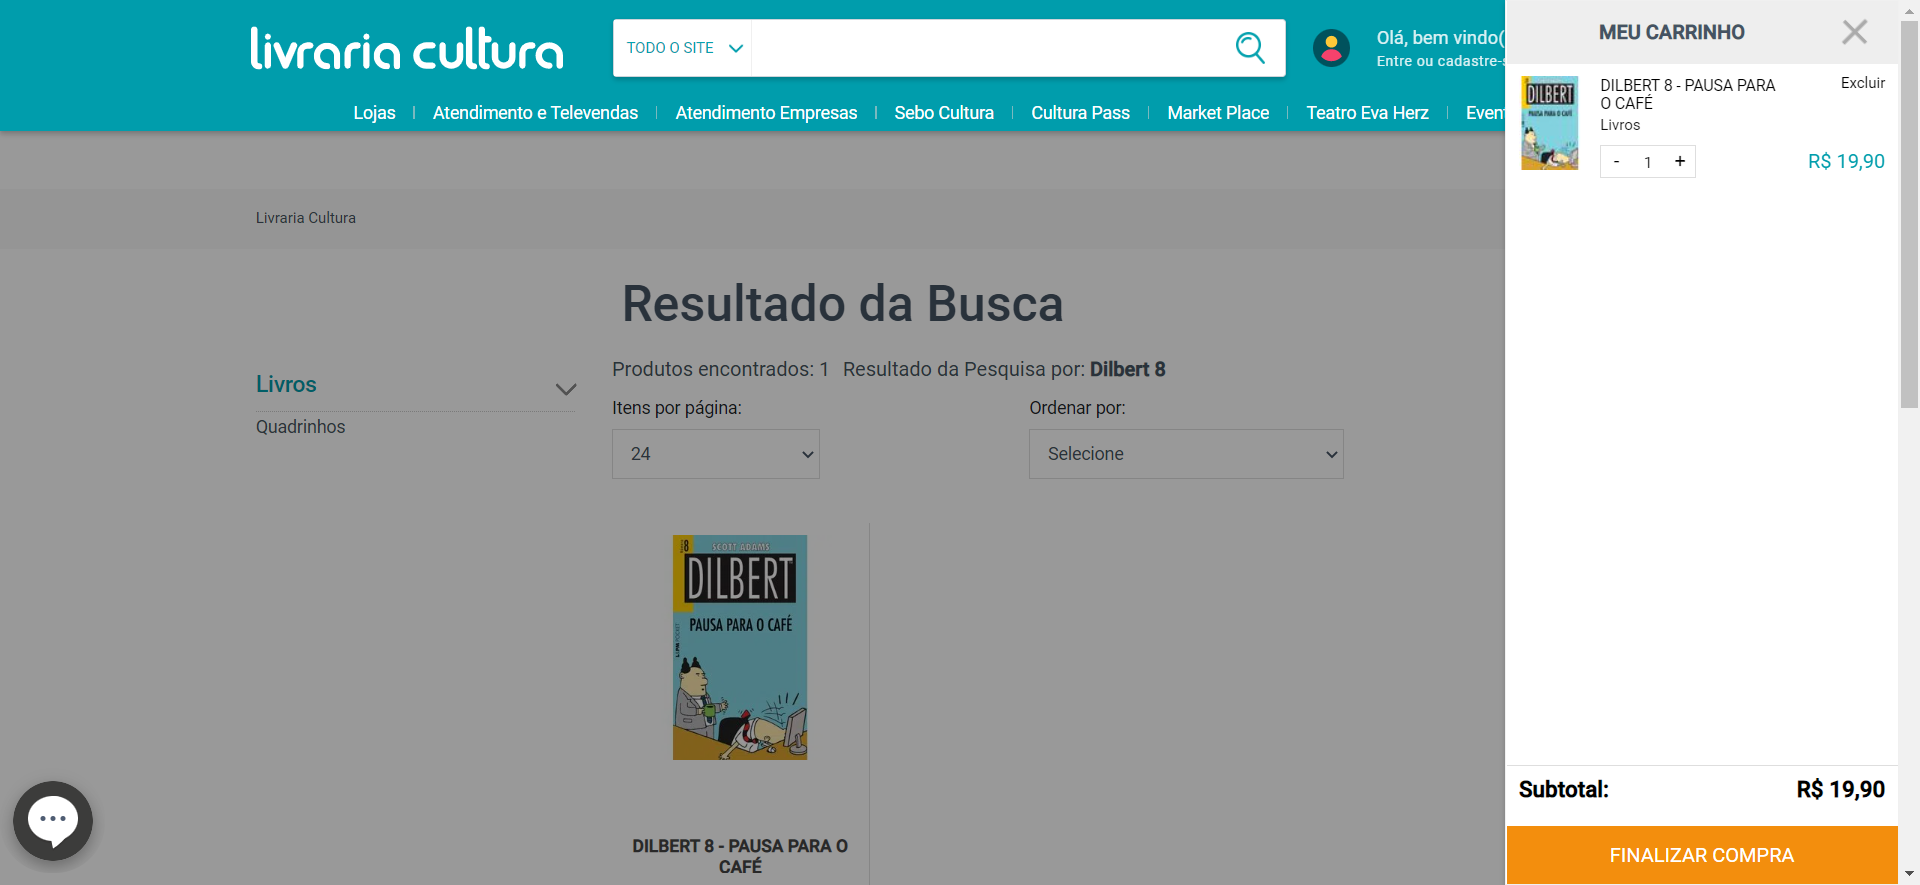 livraria cultura
TODO O SITE
Olá, bem vindo(
Entre ou cadastre-s
Lojas
Atendimento e Televendas
Atendimento Empresas
Sebo Cultura
Cultura Pass
Market Place
Teatro Eva Herz
Even
Livraria Cultura
Resultado da Busca
Livros
Quadrinhos
Produtos encontrados: 1 Resultado da Pesquisa por: Dilbert 8
Itens por página:
24
Ordenar por:
Selecione
8
SCOTT ADAMS
DILBERT
PAUSA PARA O CAFÉ
DILBERT 8 - PAUSA PARA O
CAFÉ
MEU CARRINHO
DILBERT
PAUSA PARA O CAFÉ
DILBERT 8 - PAUSA PARA
O CAFÉ
Excluir
Livros
- 1 +
R$ 19,90
Subtotal: R$ 19,90
FINALIZAR COMPRA